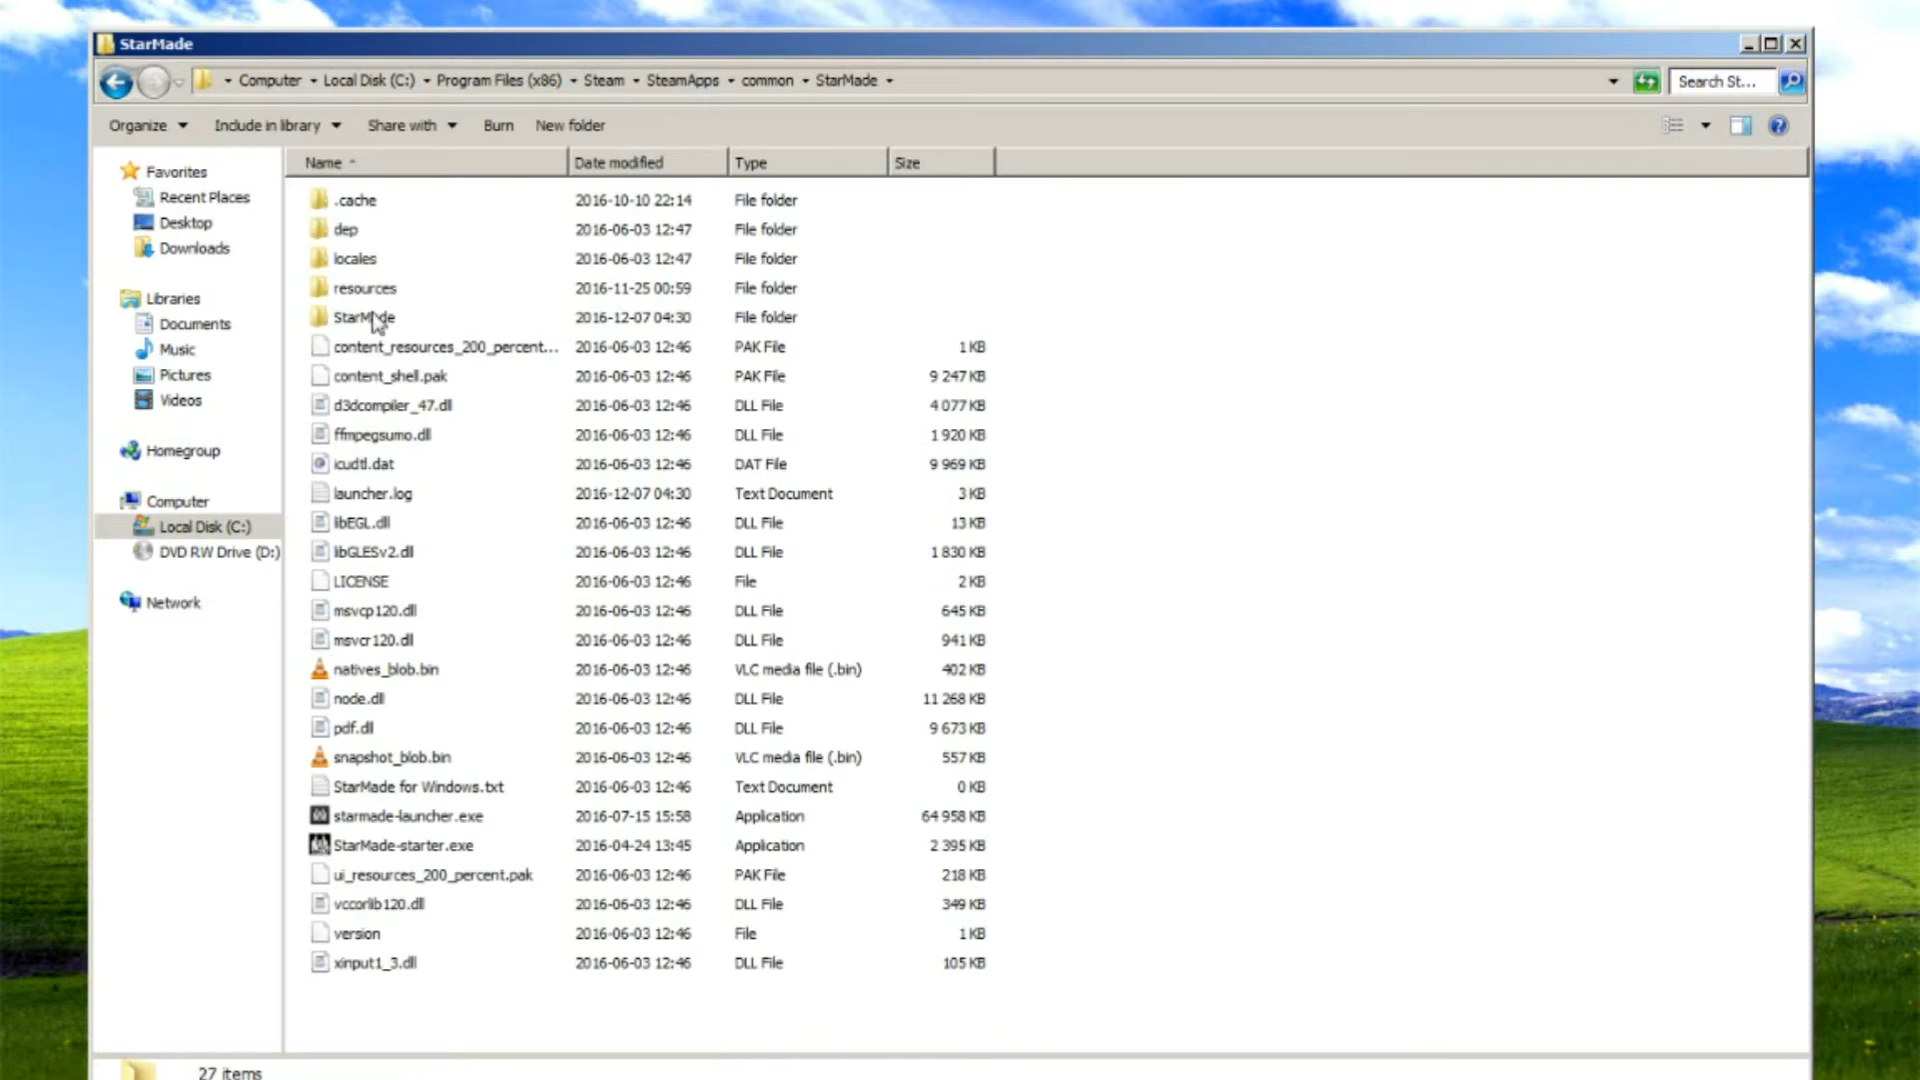 StarMade
Computer Local Disk (C:) Program Files (x86) Steam SteamApps common StarMade Search St...
Organize Include in library Share with Burn New folder
Name Date modified Type Size
Favorites
Recent Places
Desktop
Downloads
Libraries
Documents
Music
Pictures
Videos
Homegroup
Computer
Local Disk (C:)
DVD RW Drive (D:)
Network
.cache 2016-10-10 22:14 File folder
dep 2016-06-03 12:47 File folder
locales 2016-06-03 12:47 File folder
resources 2016-11-25 00:59 File folder
StarMade 2016-12-07 04:30 File folder
content_resources_200_percent... 2016-06-03 12:46 PAK File 1 KB
content_shell.pak 2016-06-03 12:46 PAK File 9 247 KB
d3dcompiler_47.dll 2016-06-03 12:46 DLL File 4 077 KB
ffmpegsumo.dll 2016-06-03 12:46 DLL File 1 920 KB
icudtl.dat 2016-06-03 12:46 DAT File 9 969 KB
launcher.log 2016-12-07 04:30 Text Document 3 KB
libEGL.dll 2016-06-03 12:46 DLL File 13 KB
libGLESv2.dll 2016-06-03 12:46 DLL File 1 830 KB
LICENSE 2016-06-03 12:46 File 2 KB
msvcp120.dll 2016-06-03 12:46 DLL File 645 KB
msvcr120.dll 2016-06-03 12:46 DLL File 941 KB
natives_blob.bin 2016-06-03 12:46 VLC media file (.bin) 402 KB
node.dll 2016-06-03 12:46 DLL File 11 268 KB
pdf.dll 2016-06-03 12:46 DLL File 9 673 KB
snapshot_blob.bin 2016-06-03 12:46 VLC media file (.bin) 557 KB
StarMade for Windows.txt 2016-06-03 12:46 Text Document 0 KB
starmade-launcher.exe 2016-07-15 15:58 Application 64 958 KB
StarMade-starter.exe 2016-04-24 13:45 Application 2 395 KB
ui_resources_200_percent.pak 2016-06-03 12:46 PAK File 218 KB
vccorlib120.dll 2016-06-03 12:46 DLL File 349 KB
version 2016-06-03 12:46 File 1 KB
xinput1_3.dll 2016-06-03 12:46 DLL File 105 KB
27 items